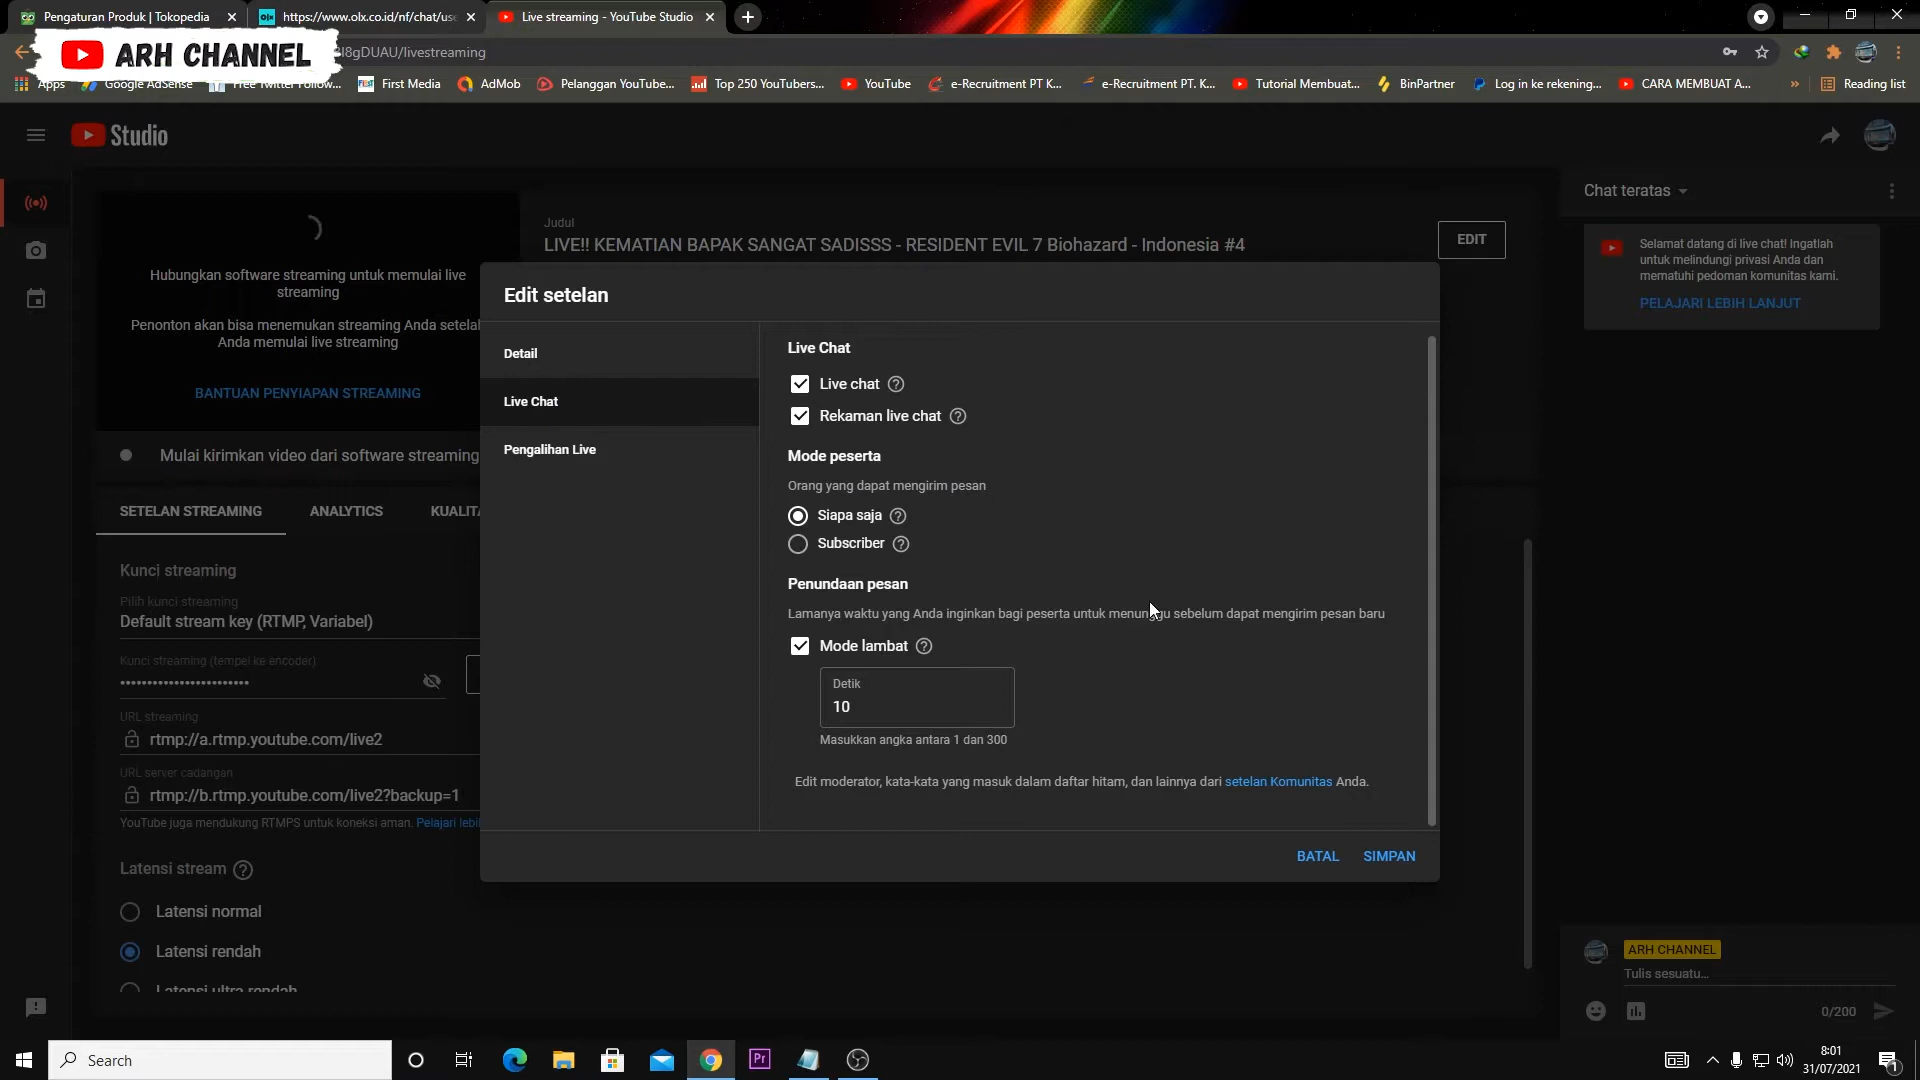 Pengaturan Produk | Tokopedia
https://www.olx.co.id/nf/chat/use
Live streaming - YouTube Studio
ARH CHANNEL
I8gDUAU/livestreaming
Apps
Google AdSense
Free Twitter Follow...
First Media
AdMob
Pelanggan YouTube...
Top 250 YouTubers...
YouTube
e-Recruitment PT K...
e-Recruitment PT. K...
Tutorial Membuat...
BinPartner
Log in ke rekening...
CARA MEMBUAT A...
Reading list
Studio
Hubungkan software streaming untuk memulai live
streaming
Penonton akan bisa menemukan streaming Anda setelah
Anda memulai live streaming
BANTUAN PENYIAPAN STREAMING
Mulai kirimkan video dari software streaming
Judul
LIVE!! KEMATIAN BAPAK SANGAT SADISSS - RESIDENT EVIL 7 Biohazard - Indonesia #4
EDIT
SETELAN STREAMING
ANALYTICS
KUALITA
Kunci streaming
Pilih kunci streaming
Default stream key (RTMP, Variabel)
Kunci streaming (tempel ke encoder)
URL streaming
rtmp://a.rtmp.youtube.com/live2
URL server cadangan
rtmp://b.rtmp.youtube.com/live2?backup=1
YouTube juga mendukung RTMPS untuk koneksi aman. Pelajari lebi
Latensi stream
Latensi normal
Latensi rendah
Latensi ultra rendah
Edit setelan
Detail
Live Chat
Pengalihan Live
Live Chat
Live chat
Rekaman live chat
Mode peserta
Orang yang dapat mengirim pesan
Siapa saja
Subscriber
Penundaan pesan
Lamanya waktu yang Anda inginkan bagi peserta untuk menunggu sebelum dapat mengirim pesan baru
Mode lambat
Detik
10
Masukkan angka antara 1 dan 300
Edit moderator, kata-kata yang masuk dalam daftar hitam, dan lainnya dari setelan Komunitas Anda.
BATAL
SIMPAN
Chat teratas
Selamat datang di live chat! Ingatlah
untuk melindungi privasi Anda dan
mematuhi pedoman komunitas kami.
PELAJARI LEBIH LANJUT
ARH CHANNEL
Tulis sesuatu...
0/200
Search
Pr
8:01
31/07/2021
1